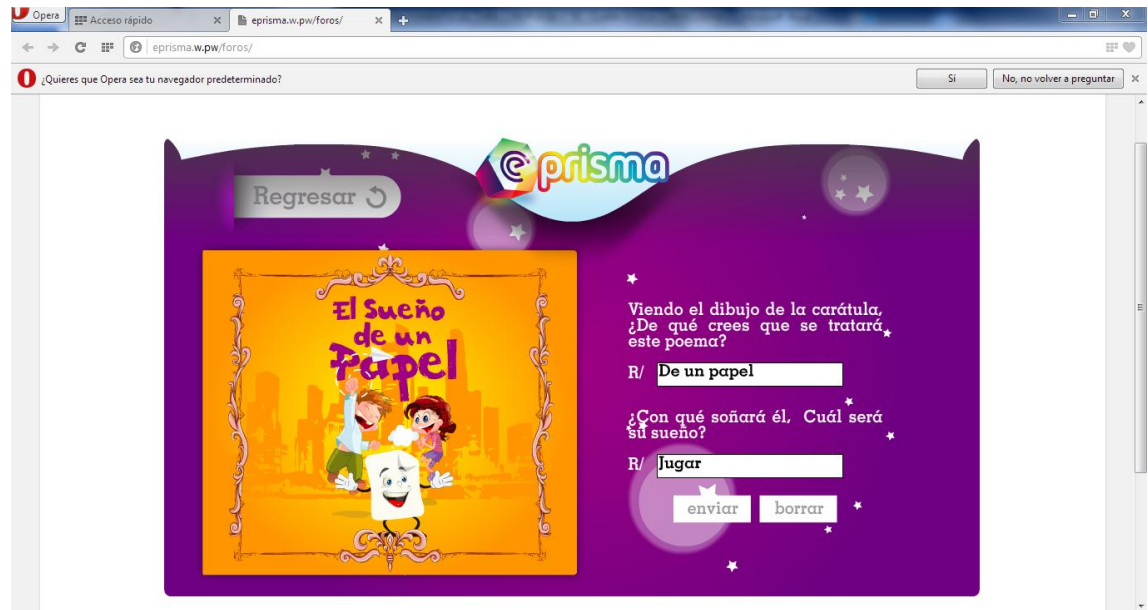 Opera
Acceso rápido
eprisma.w.pw/foros/
eprisma.w.pw/foros/
¿Quieres que Opera sea tu navegador predeterminado?
Sí
No, no volver a preguntar
e prisma
Regresar
El Sueño
de un
Papel
Viendo el dibujo de la carátula,
¿De qué crees que se tratará
este poema?
R/ De un papel
¿Con qué soñará él, Cuál será
su sueño?
R/ Jugar
enviar borrar